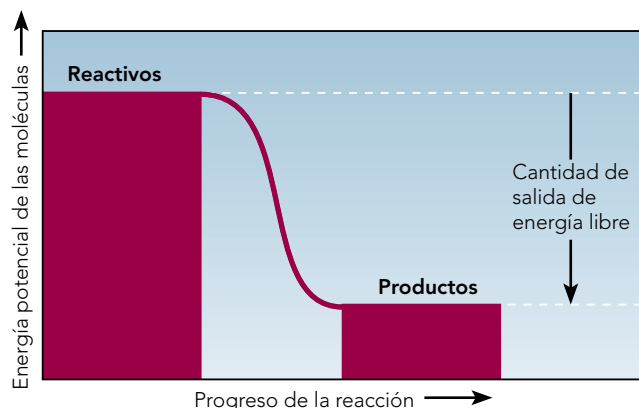 Energía potencial de las moléculas
Reactivos
Cantidad de
salida de
energía libre
Productos
Progreso de la reacción